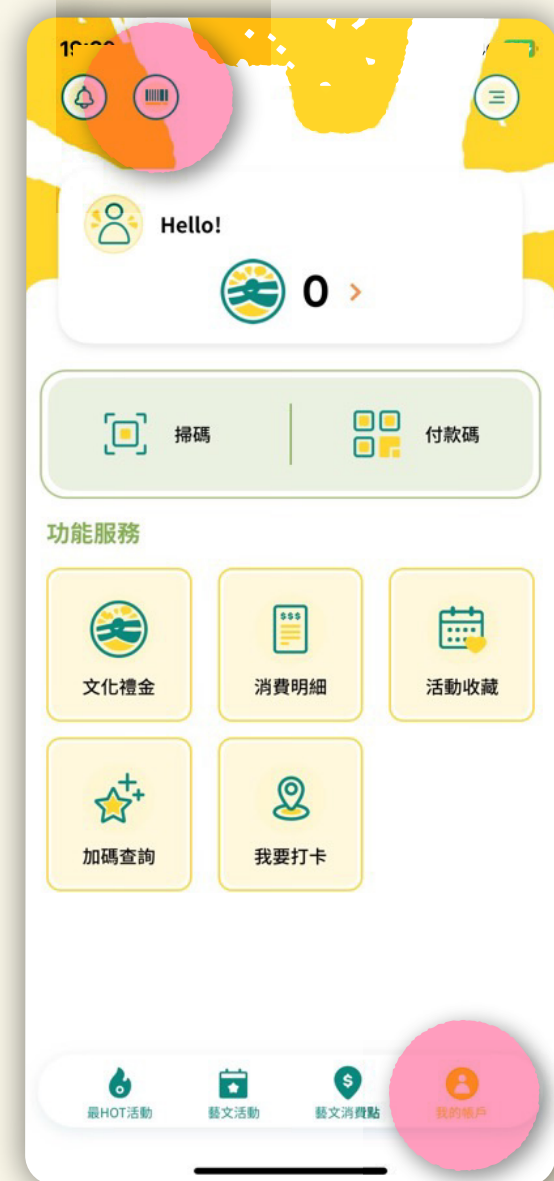 Hello!
0
掃碼
付款碼
功能服務
文化禮金
消費明細
活動收藏
加碼查詢
我要打卡
最HOT活動
藝文活動
藝文消費點
我的帳戶